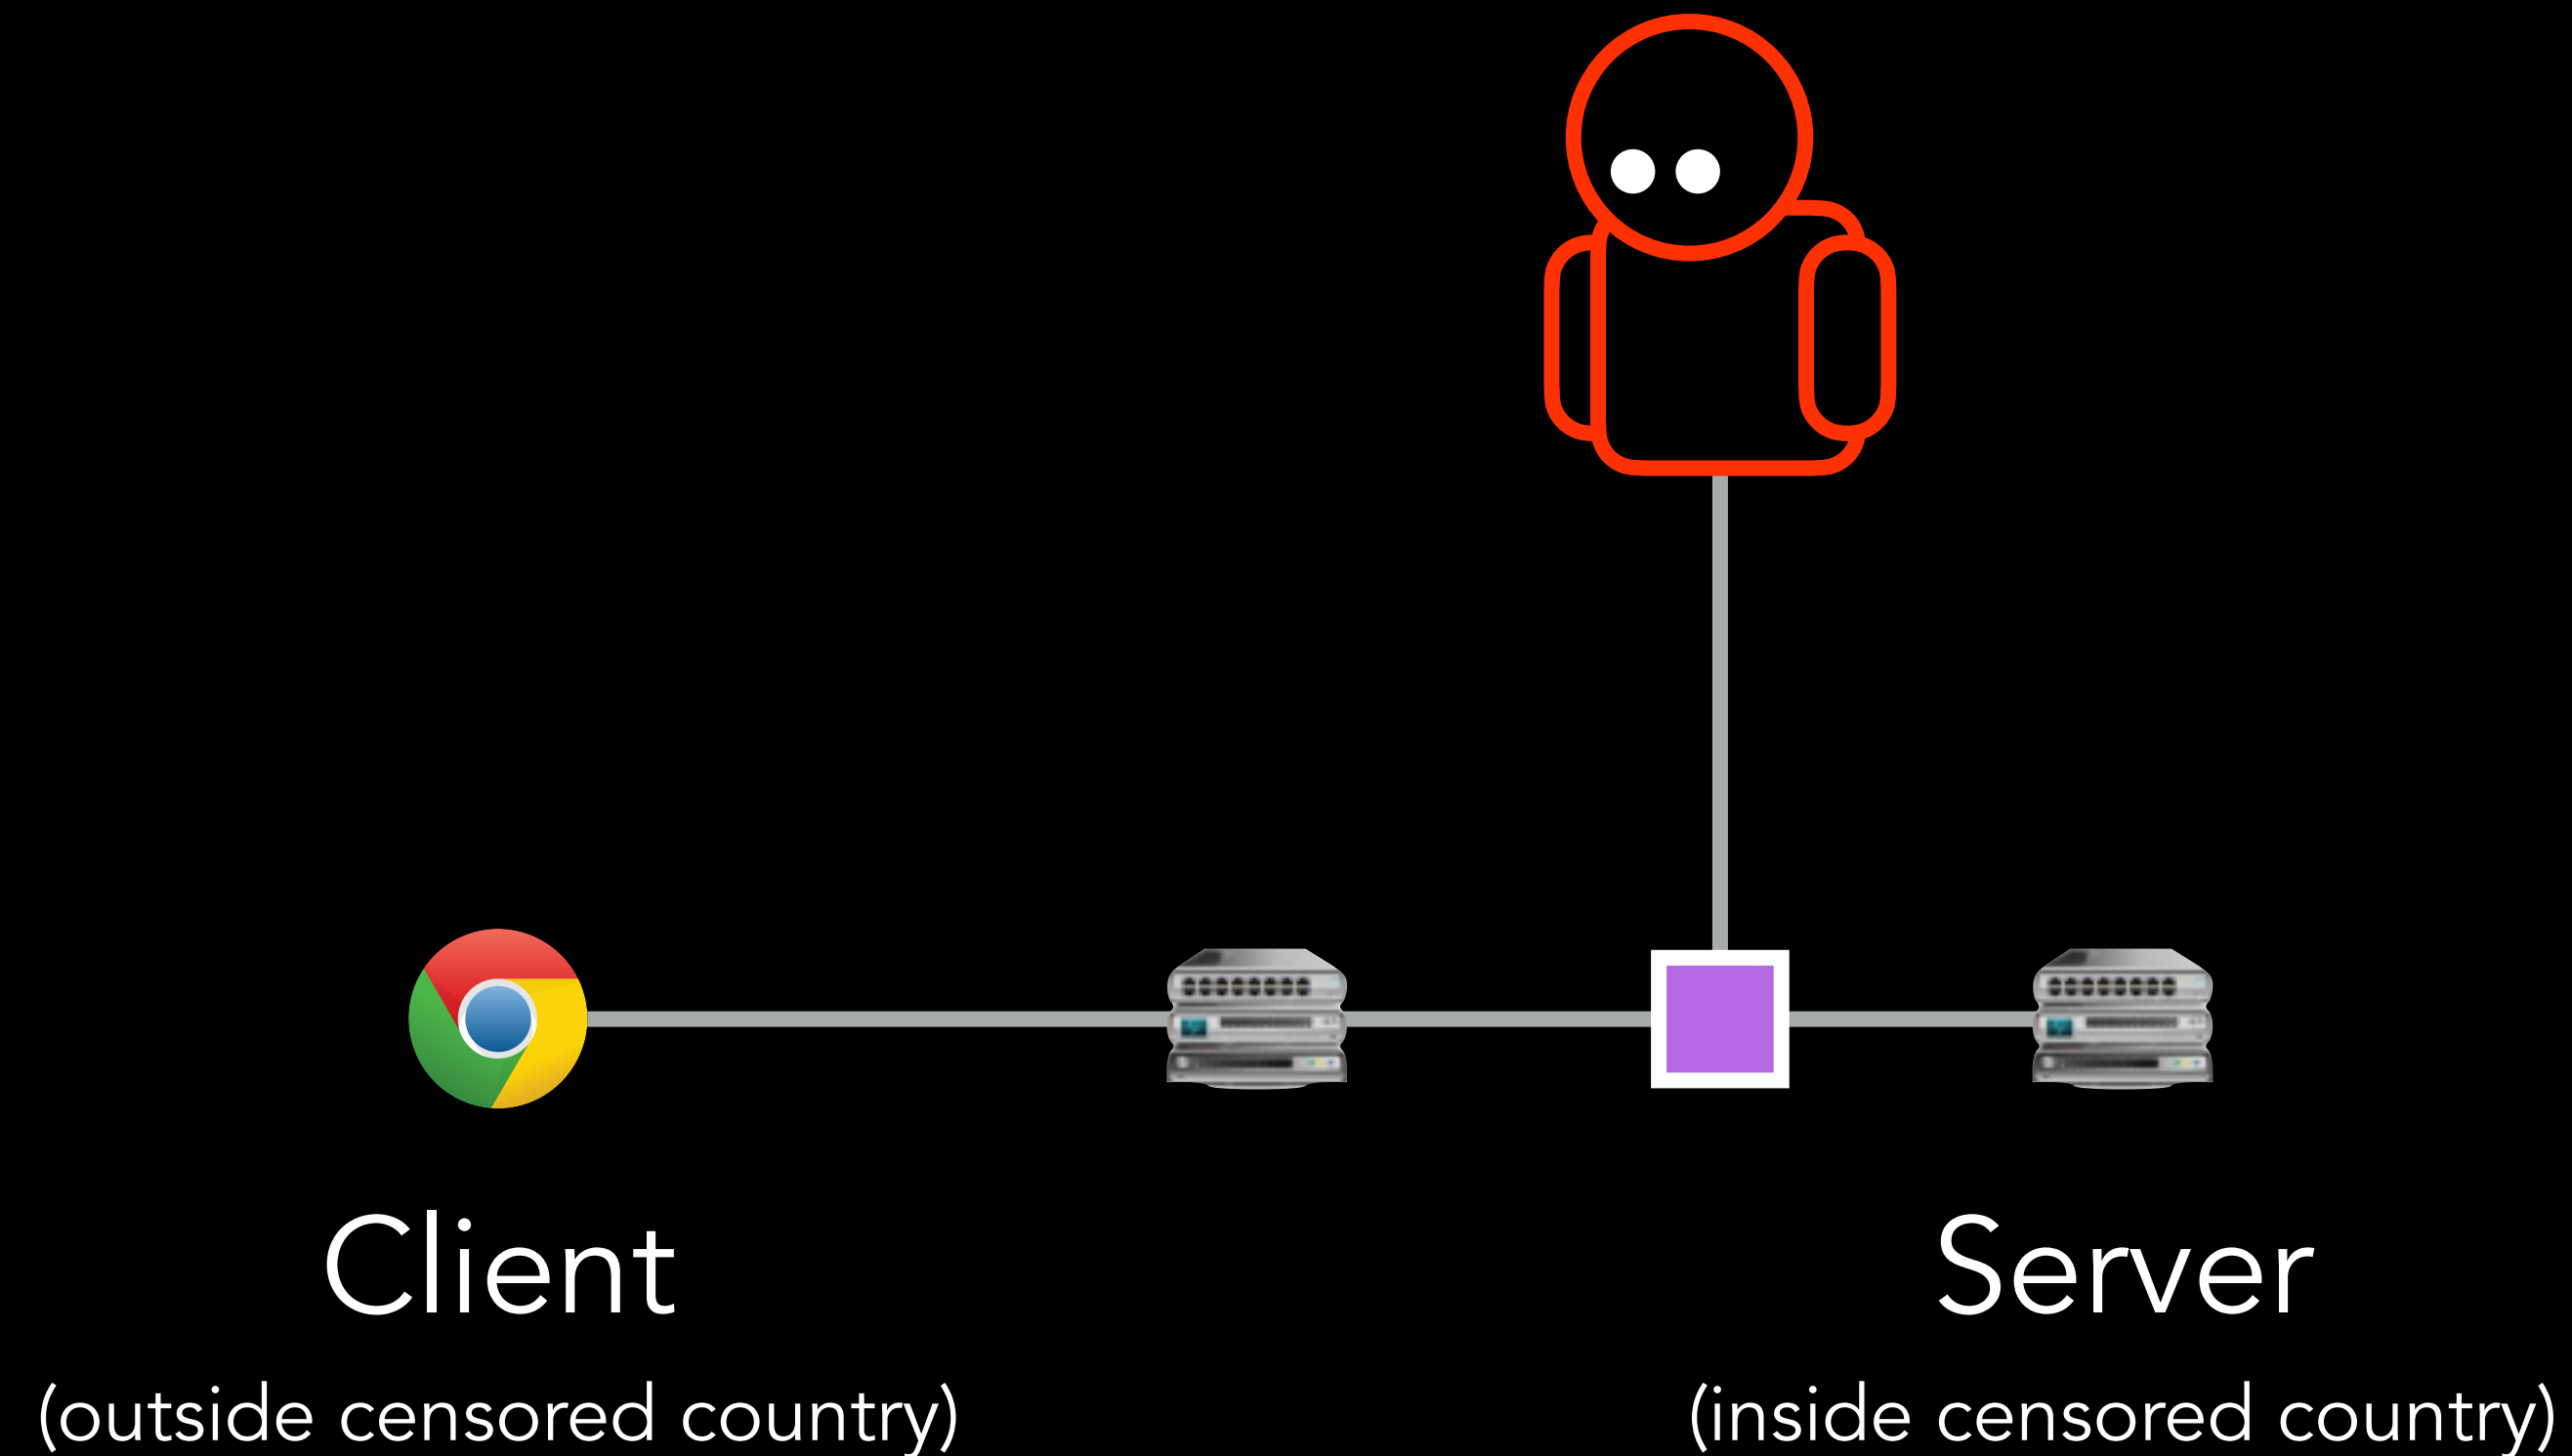 Client
Server
(outside censored country)
(inside censored country)